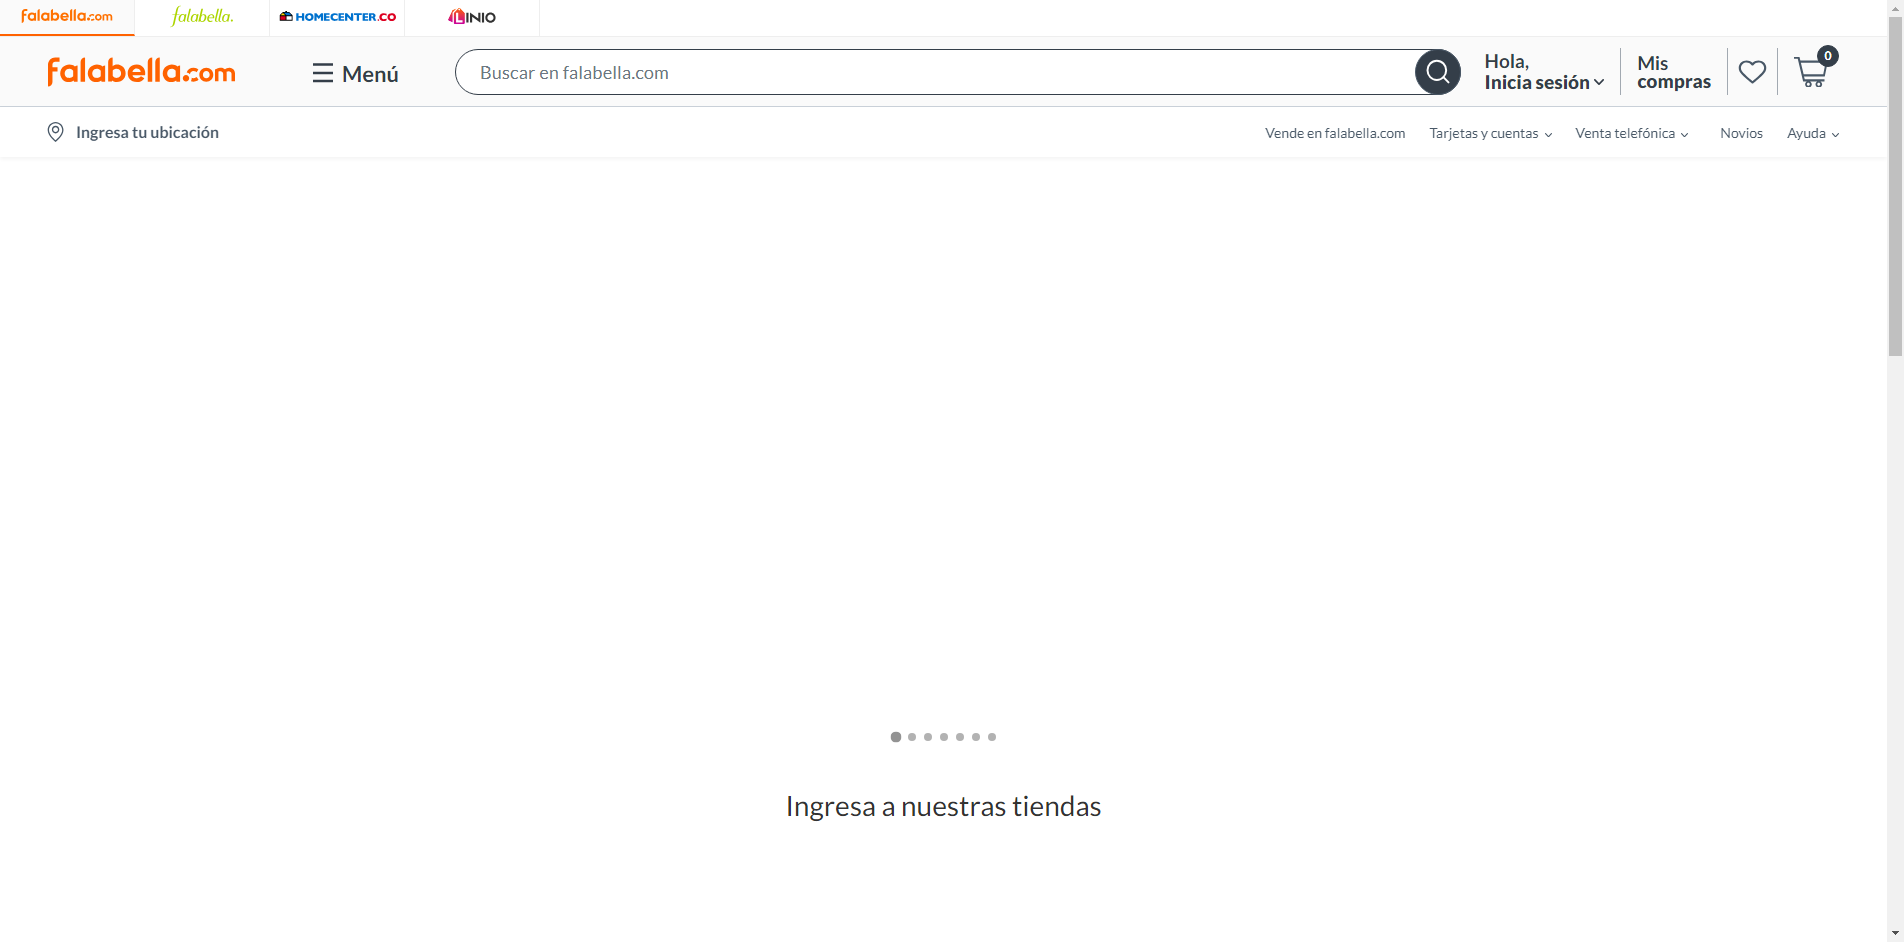 falabella.com
falabella.
HOMECENTER.CO
LINIO
falabella.com
Menú
Buscar en falabella.com
Hola,
Inicia sesión
Mis
compras
0
Ingresa tu ubicación
Vende en falabella.com
Tarjetas y cuentas
Venta telefónica
Novios
Ayuda
Ingresa a nuestras tiendas